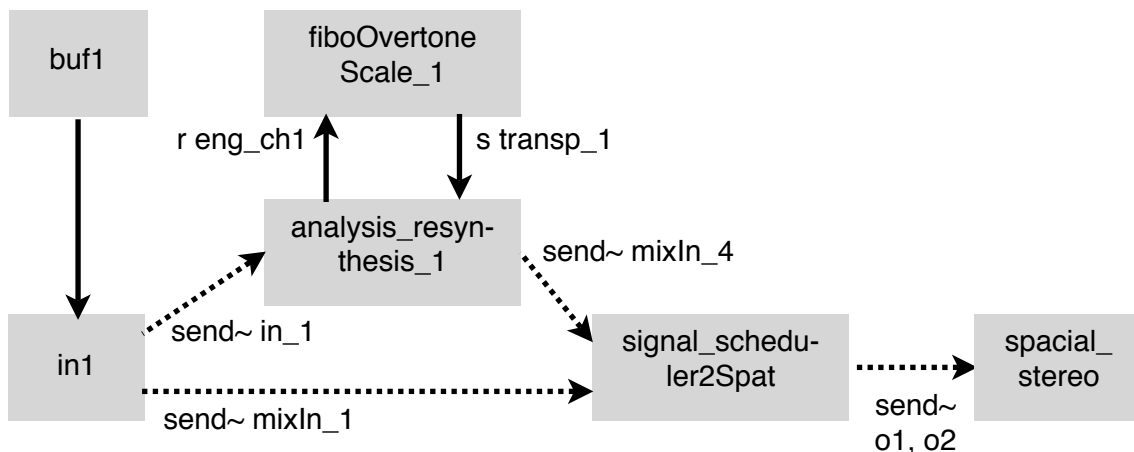 buf1
fiboOvertone
Scale_1
r eng_ch1
s transp_1
analysis_resyn-
thesis_1
send~ mixIn_4
send~ in_1
in1
signal_schedu-
ler2Spat
spacial_
stereo
send~ mixIn_1
send~
o1, o2